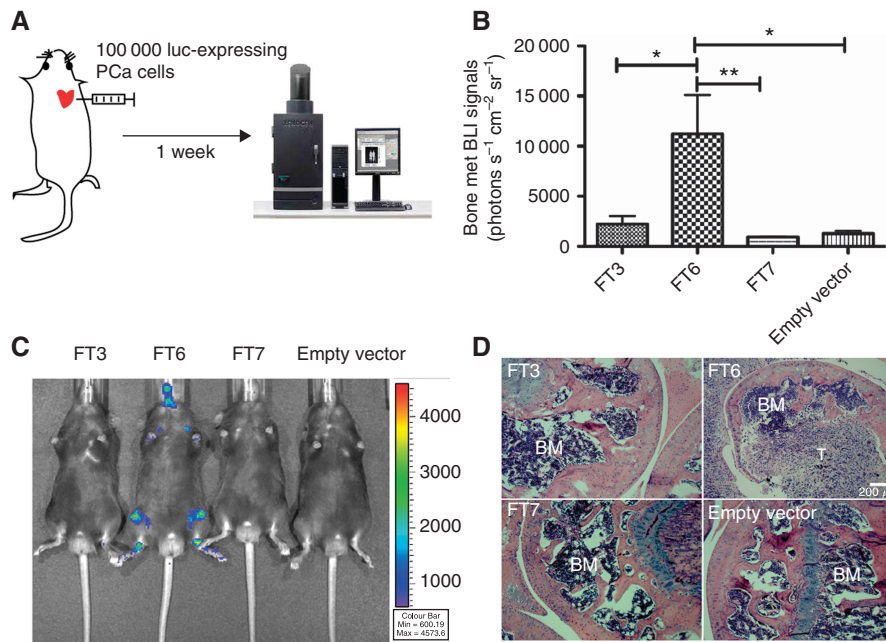 A
100 000 luc-expressing
PCa cells
1 week
B
Bone met BLI signals
(photons s⁻¹ cm⁻² sr⁻¹)
20 000
15 000
10 000
5000
0
*
**
*
FT3
FT6
FT7
Empty vector
C
FT3
FT6
FT7
Empty vector
4000
3000
2000
1000
Colour Bar
Min = 600.19
Max = 4573.6
D
FT3
BM
FT6
BM
T
200
FT7
BM
Empty vector
BM